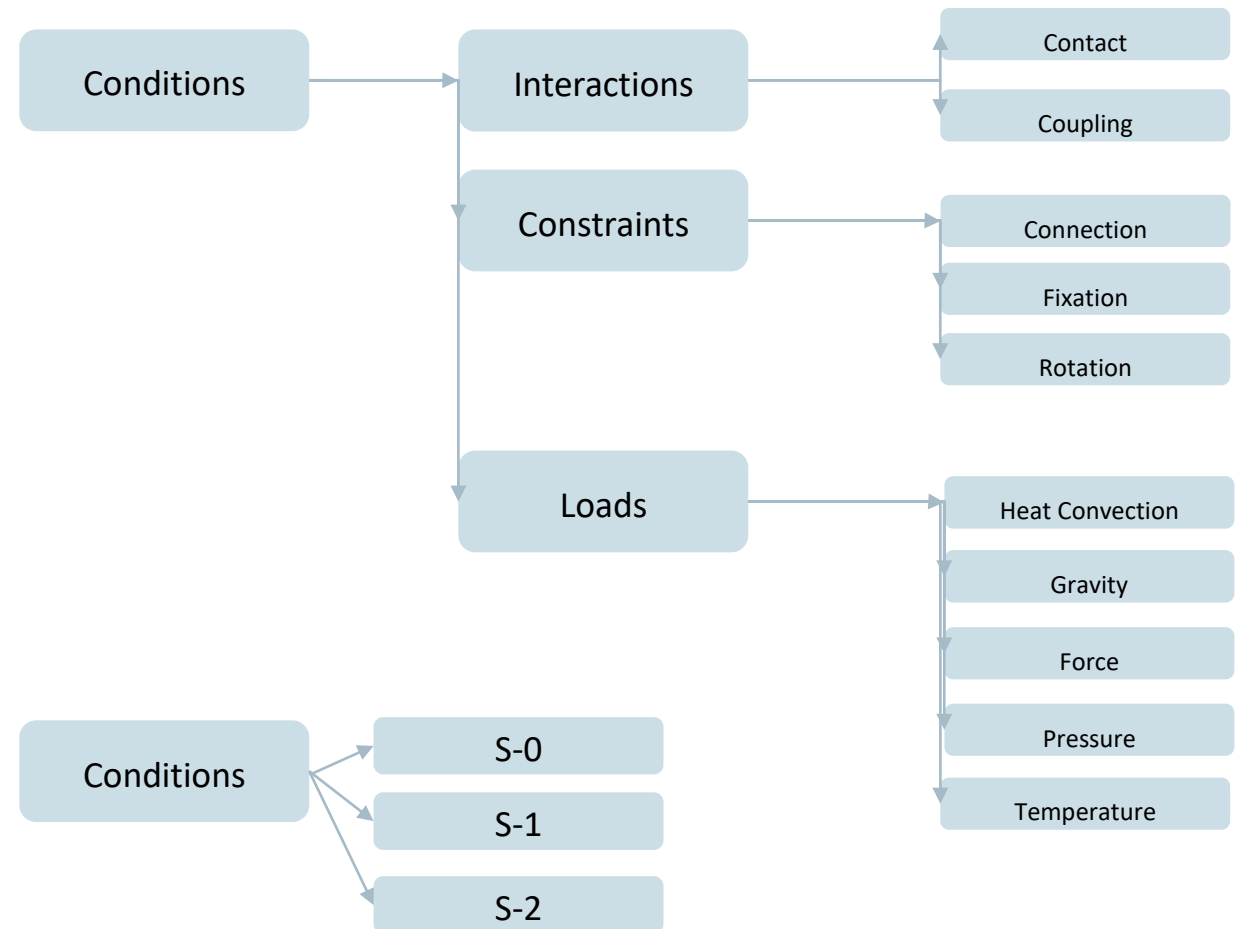 Conditions
Interactions
Contact
Coupling
Constraints
Connection
Fixation
Rotation
Loads
Heat Convection
Gravity
Force
Pressure
Temperature
Conditions
S-0
S-1
S-2